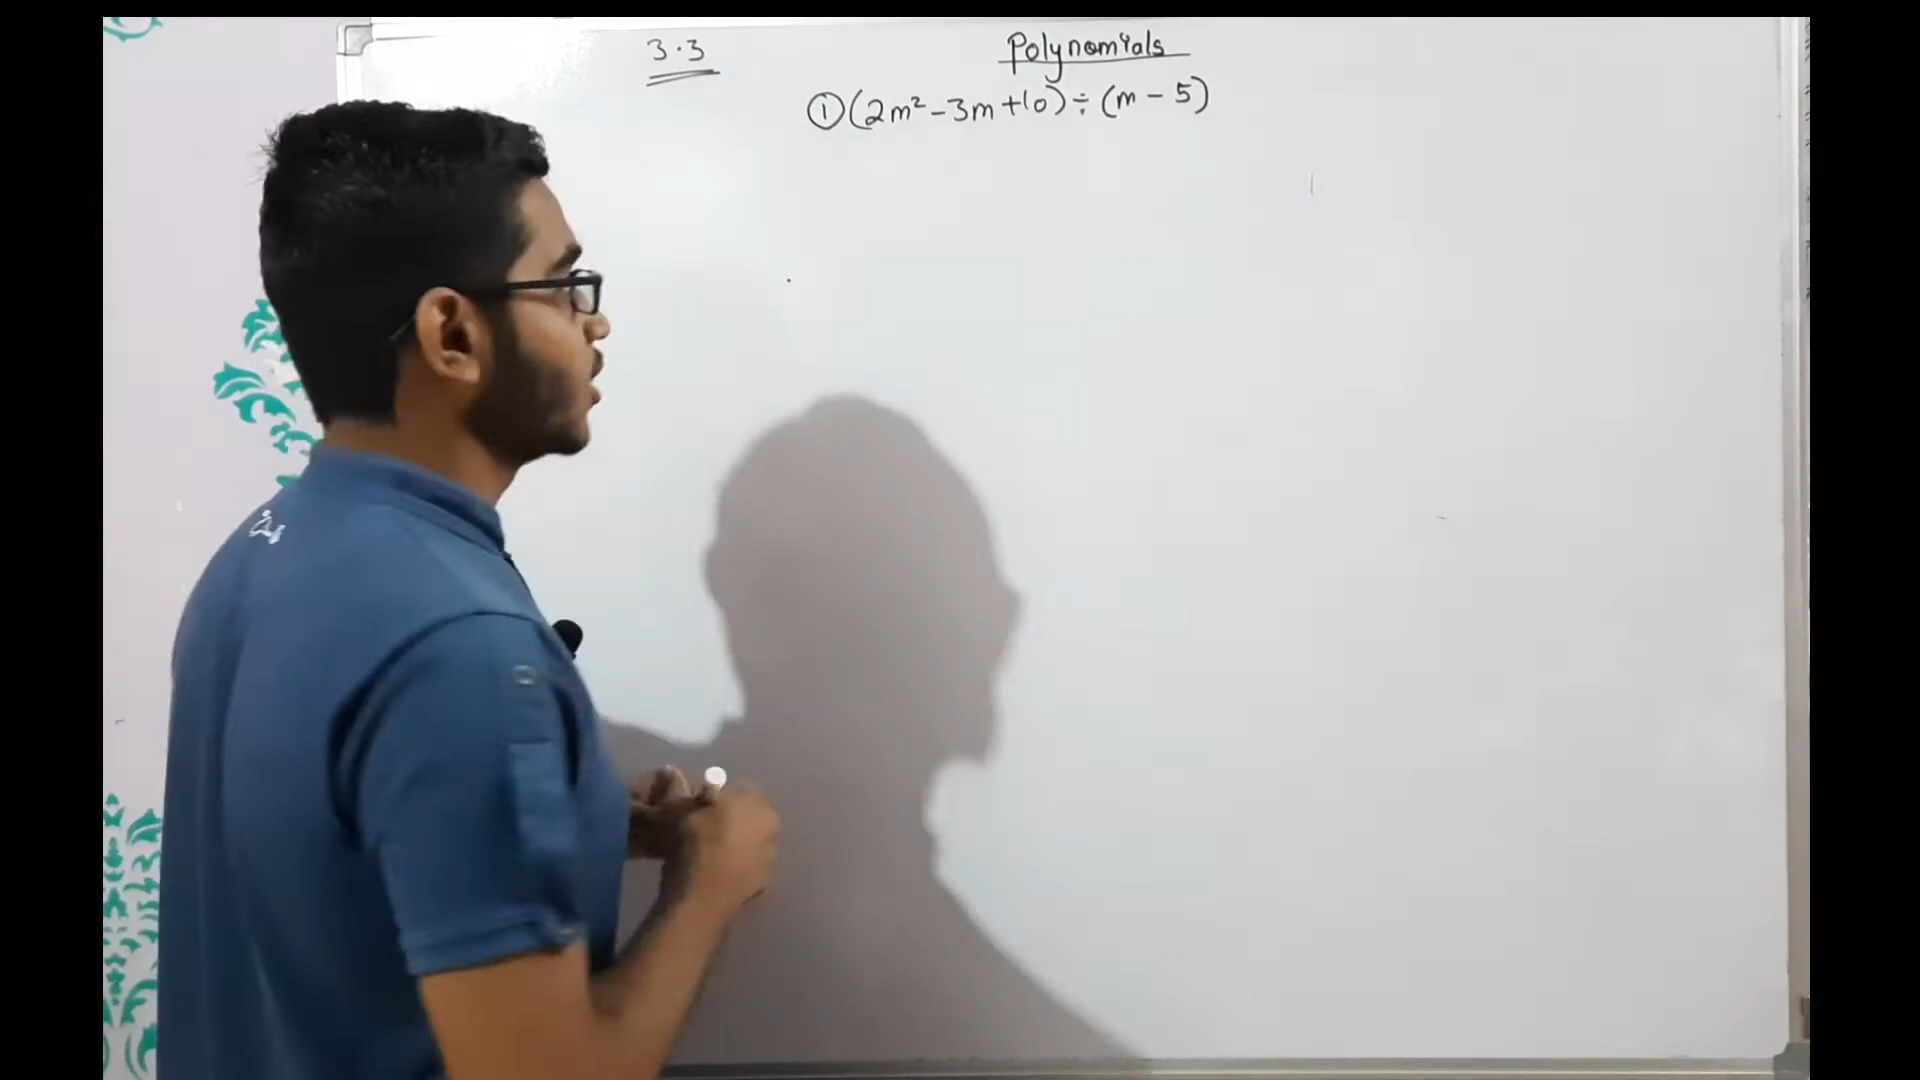 3.3
Polynomials
① (2m² - 3m + 10) ÷ (m - 5)